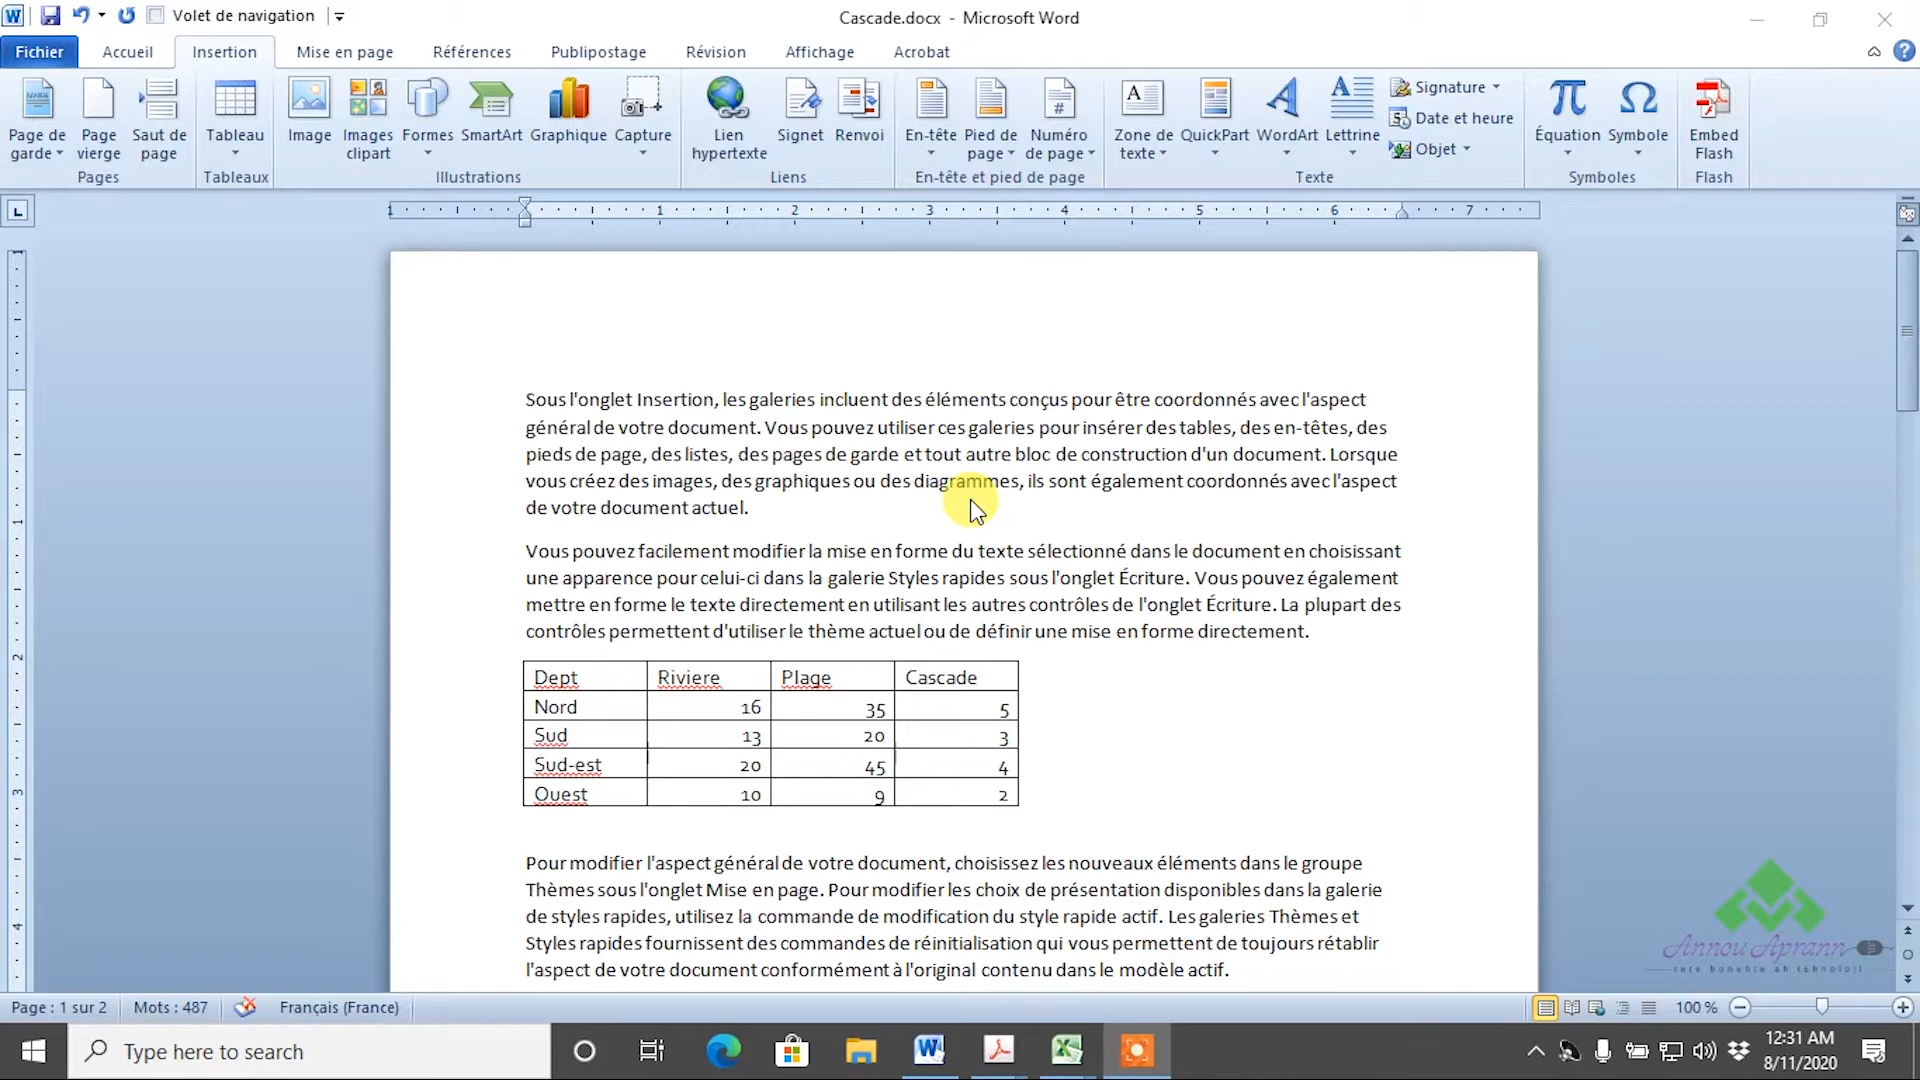 Volet de navigation
Cascade.docx - Microsoft Word
Fichier Accueil Insertion Mise en page Références Publipostage Révision Affichage Acrobat
Page de garde Page vierge Saut de page Tableau Image Images clipart Formes SmartArt Graphique Capture Lien hypertexte Signet Renvoi En-tête Pied de page Numéro de page Zone de texte QuickPart WordArt Lettrine Signature Date et heure Objet Équation Symbole Embed Flash
Pages Tableaux Illustrations Liens En-tête et pied de page Texte Symboles Flash
1 1 2 3 4 5 6 7
Sous l'onglet Insertion, les galeries incluent des éléments conçus pour être coordonnés avec l'aspect
général de votre document. Vous pouvez utiliser ces galeries pour insérer des tables, des en-têtes, des
pieds de page, des listes, des pages de garde et tout autre bloc de construction d'un document. Lorsque
vous créez des images, des graphiques ou des diagrammes, ils sont également coordonnés avec l'aspect
de votre document actuel.
Vous pouvez facilement modifier la mise en forme du texte sélectionné dans le document en choisissant
une apparence pour celui-ci dans la galerie Styles rapides sous l'onglet Écriture. Vous pouvez également
mettre en forme le texte directement en utilisant les autres contrôles de l'onglet Écriture. La plupart des
contrôles permettent d'utiliser le thème actuel ou de définir une mise en forme directement.
Dept Riviere Plage Cascade
Nord 16 35 5
Sud 13 20 3
Sud-est 20 45 4
Ouest 10 9 2
Pour modifier l'aspect général de votre document, choisissez les nouveaux éléments dans le groupe
Thèmes sous l'onglet Mise en page. Pour modifier les choix de présentation disponibles dans la galerie
de styles rapides, utilisez la commande de modification du style rapide actif. Les galeries Thèmes et
Styles rapides fournissent des commandes de réinitialisation qui vous permettent de toujours rétablir
l'aspect de votre document conformément à l'original contenu dans le modèle actif.
Annou Aprann
rete konekte ak teknoloji
Page : 1 sur 2 Mots : 487 Français (France) 100 %
Type here to search
12:31 AM
8/11/2020